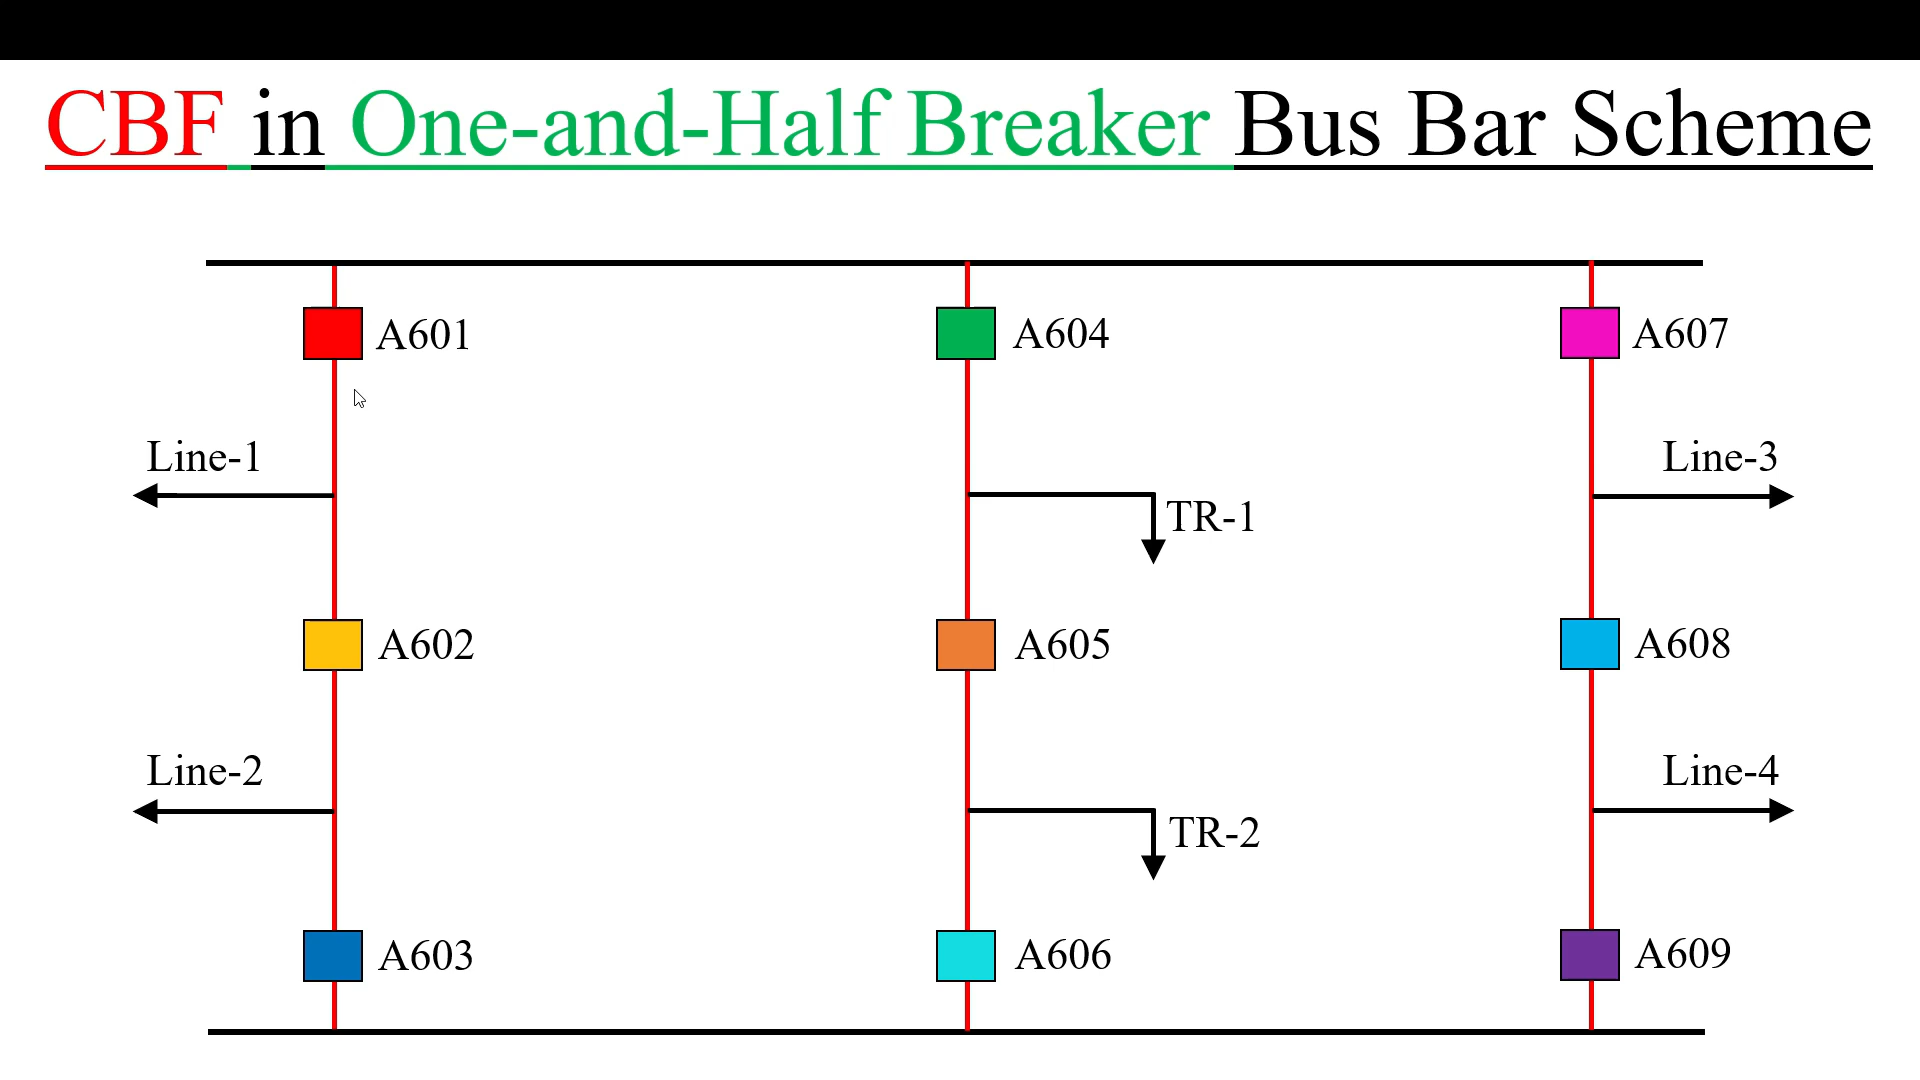 CBF in One-and-Half Breaker Bus Bar Scheme
A601 A604 A607
Line-1 Line-3
TR-1
A602 A605 A608
Line-2 Line-4
TR-2
A603 A606 A609